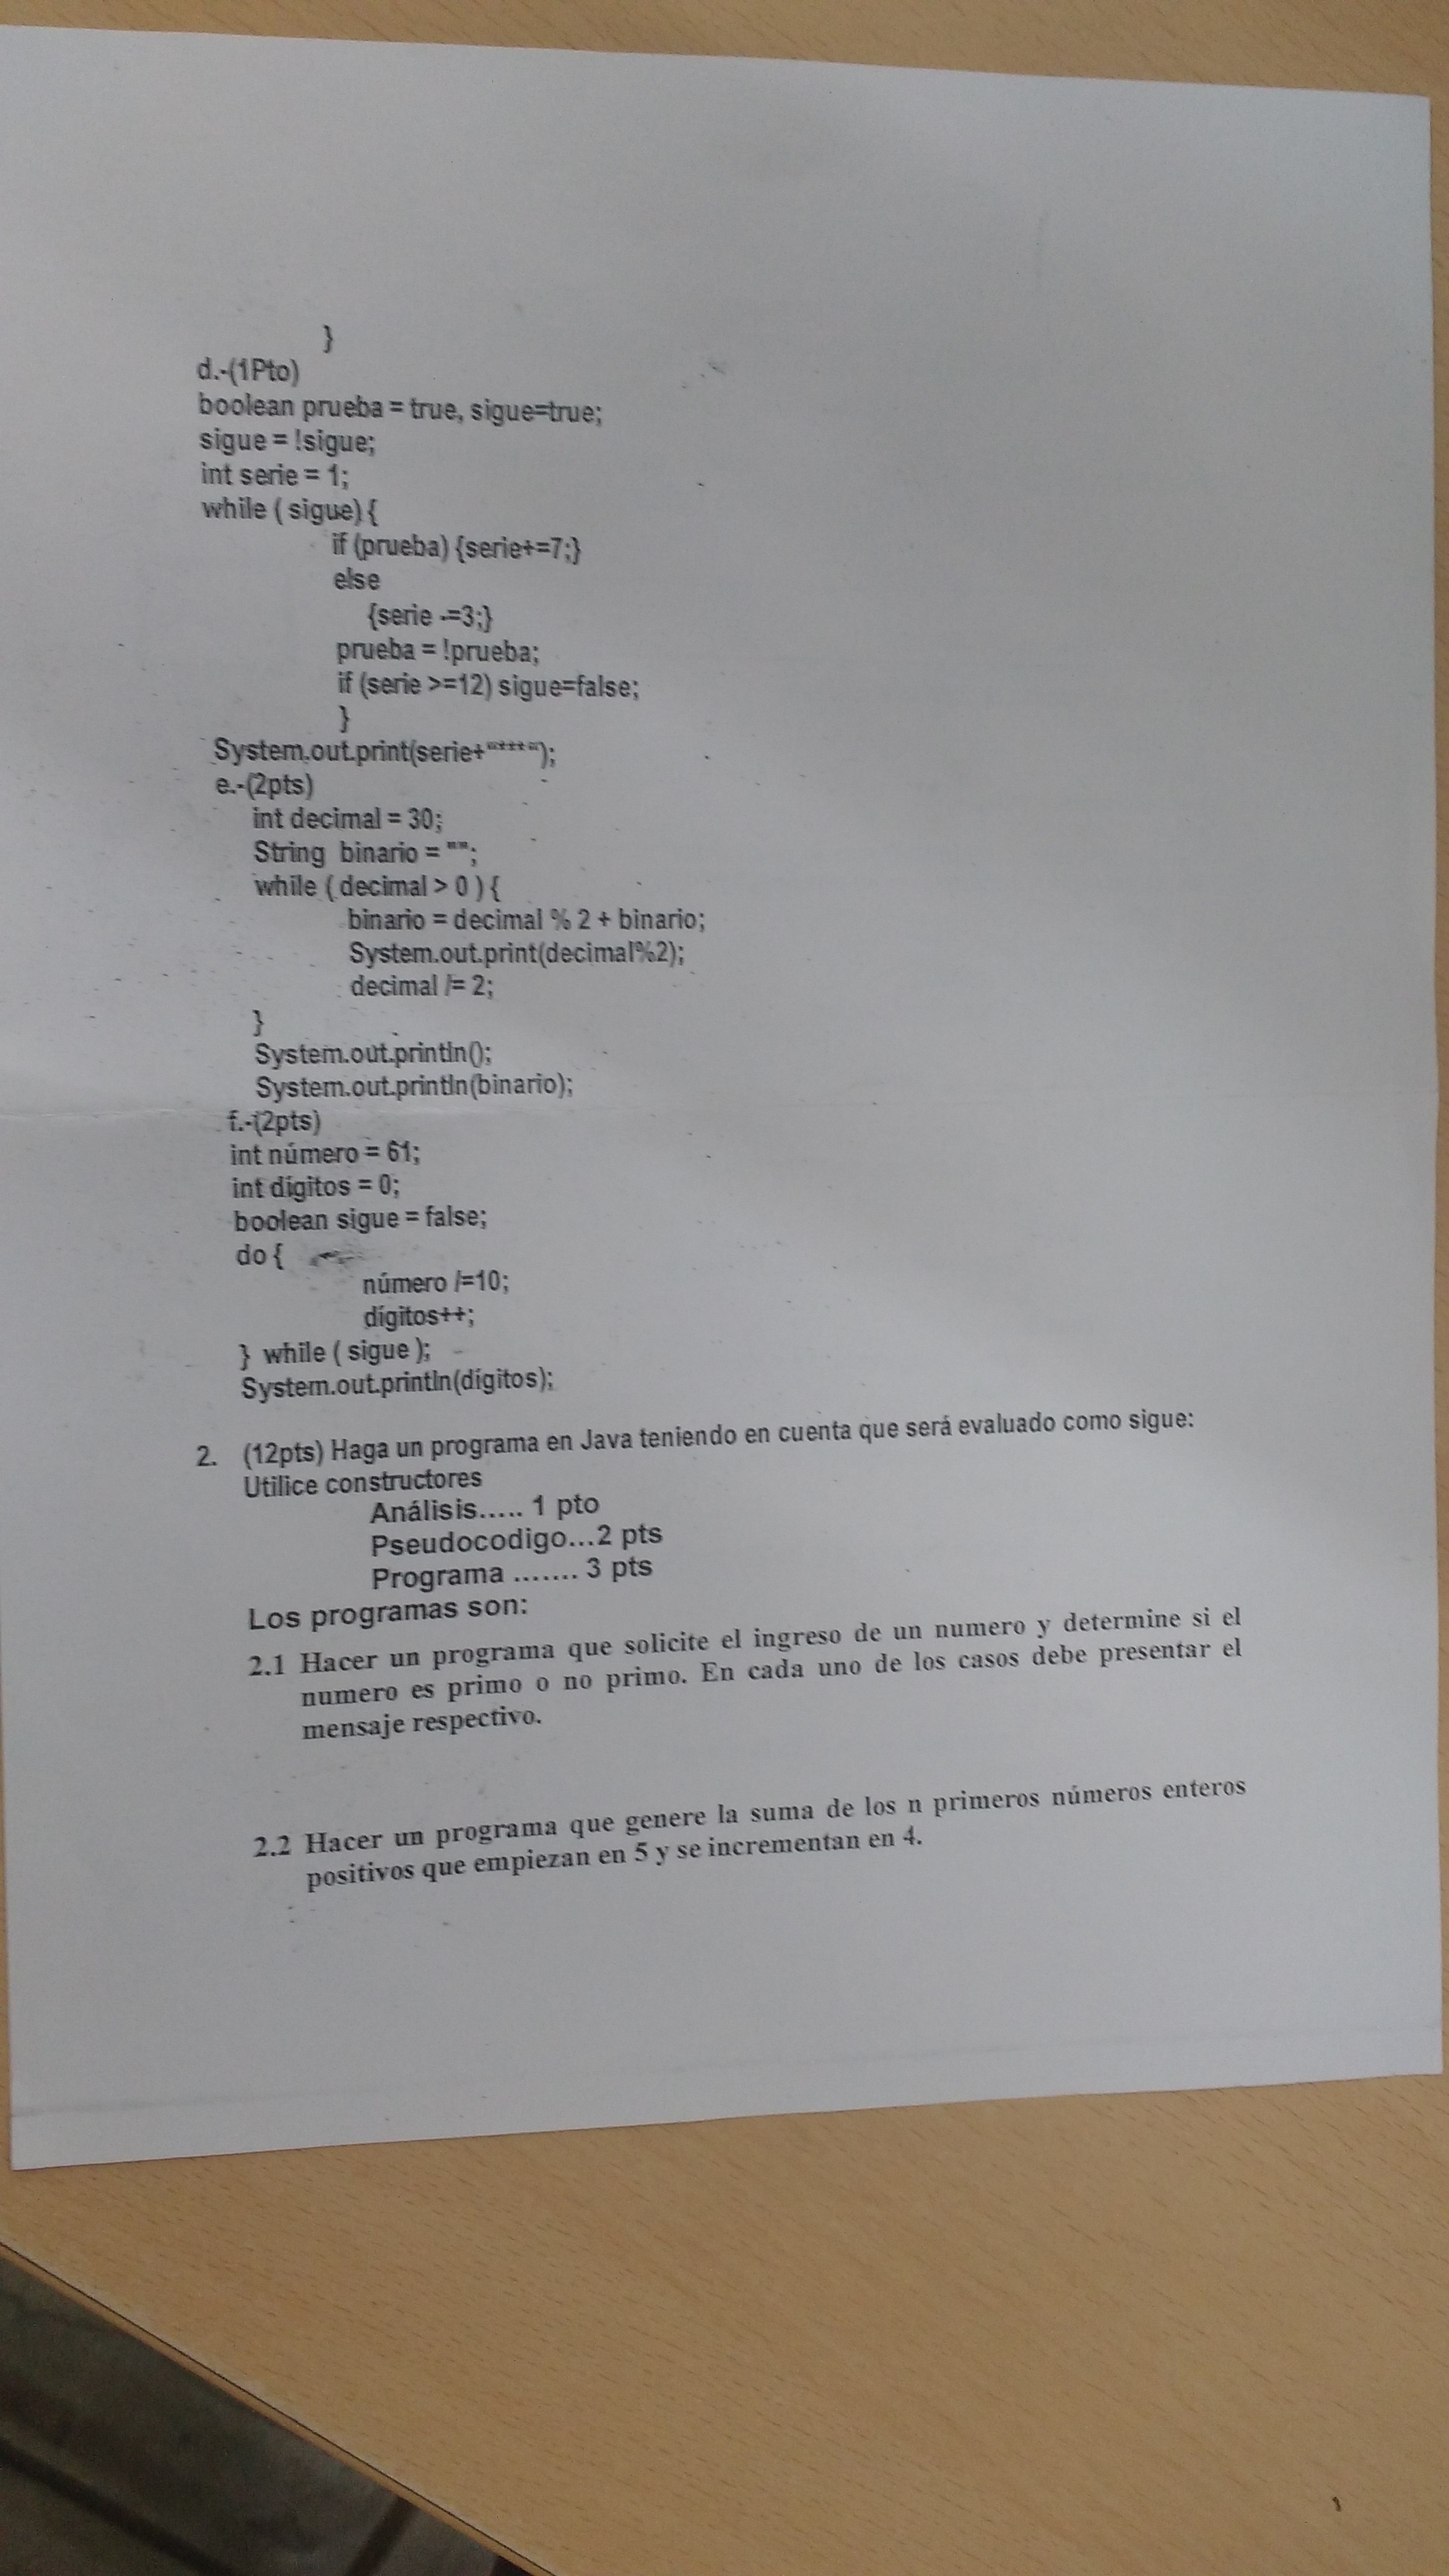 }
d.-(1Pto)
boolean prueba = true, sigue=true;
sigue = !sigue;
int serie = 1;
while ( sigue) {
if (prueba) {serie+=7;}
else
{serie -=3;}
prueba = !prueba;
if (serie >=12) sigue=false;
}
System.out.print(serie+"***");
e.-(2pts)
int decimal = 30;
String binario = "";
while ( decimal > 0 ) {
binario = decimal % 2 + binario;
System.out.print(decimal%2);
decimal /= 2;
}
System.out.println();
System.out.println(binario);
f.-(2pts)
int número = 61;
int dígitos = 0;
boolean sigue = false;
do {
número /=10;
dígitos++;
} while ( sigue );
System.out.println(dígitos);
2. (12pts) Haga un programa en Java teniendo en cuenta que será evaluado como sigue:
Utilice constructores
Análisis..... 1 pto
Pseudocodigo...2 pts
Programa ....... 3 pts
Los programas son:
2.1 Hacer un programa que solicite el ingreso de un numero y determine si el
numero es primo o no primo. En cada uno de los casos debe presentar el
mensaje respectivo.
2.2 Hacer un programa que genere la suma de los n primeros números enteros
positivos que empiezan en 5 y se incrementan en 4.